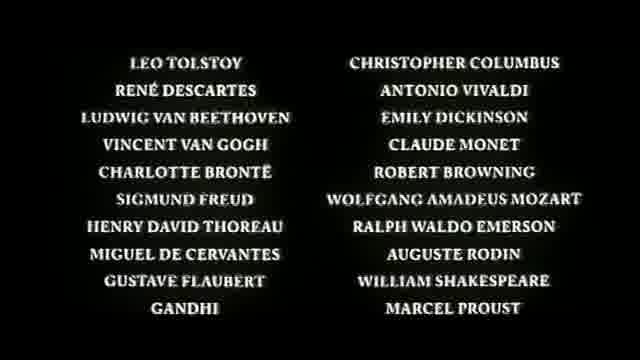 LEO TOLSTOY
RENÉ DESCARTES
LUDWIG VAN BEETHOVEN
VINCENT VAN GOGH
CHARLOTTE BRONTË
SIGMUND FREUD
HENRY DAVID THOREAU
MIGUEL DE CERVANTES
GUSTAVE FLAUBERT
GANDHI
CHRISTOPHER COLUMBUS
ANTONIO VIVALDI
EMILY DICKINSON
CLAUDE MONET
ROBERT BROWNING
WOLFGANG AMADEUS MOZART
RALPH WALDO EMERSON
AUGUSTE RODIN
WILLIAM SHAKESPEARE
MARCEL PROUST